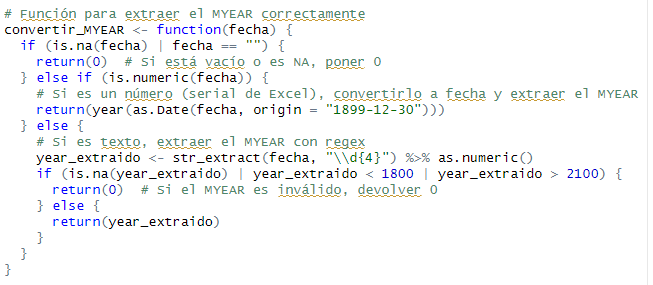 # Función para extraer el MYEAR correctamente
convertir_MYEAR <- function(fecha) {
  if (is.na(fecha) | fecha == "") {
    return(0)  # Si está vacío o es NA, poner 0
  } else if (is.numeric(fecha)) {
    # Si es un número (serial de Excel), convertirlo a fecha y extraer el MYEAR
    return(year(as.Date(fecha, origin = "1899-12-30")))
  } else {
    # Si es texto, extraer el MYEAR con regex
    year_extraido <- str_extract(fecha, "\\d{4}") %>% as.numeric()
    if (is.na(year_extraido) | year_extraido < 1800 | year_extraido > 2100) {
      return(0)  # Si el MYEAR es inválido, devolver 0
    } else {
      return(year_extraido)
    }
  }
}